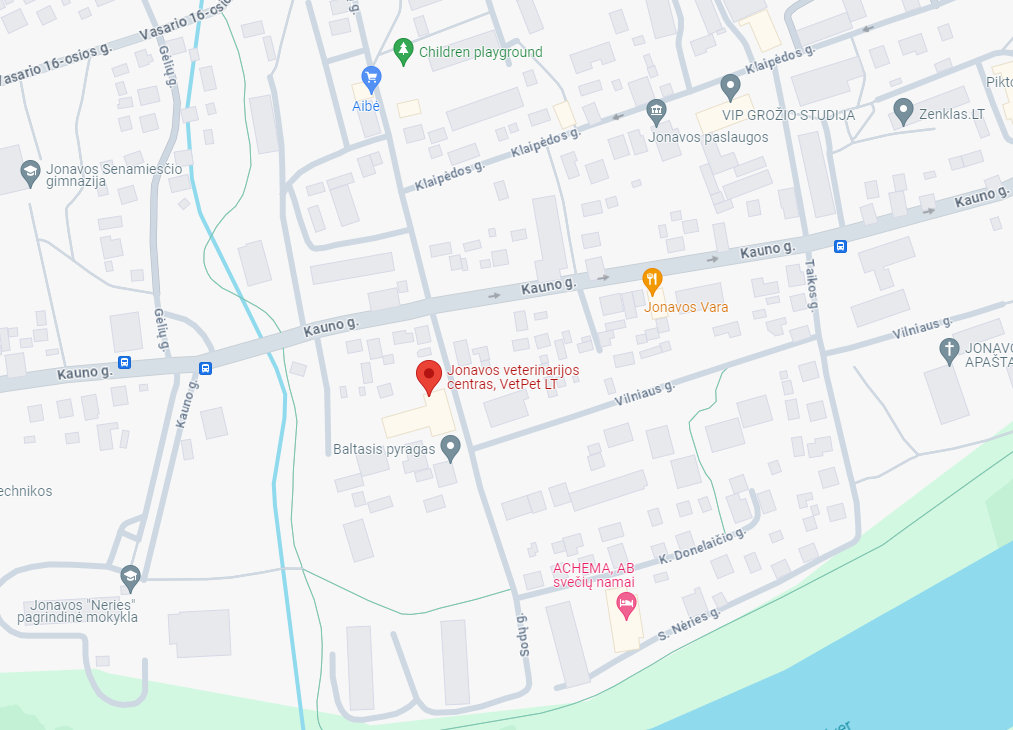 Vasario 16-osios g.
Vasario 16-osios g.
Gėlių g.
Children playground
Aibė
Klaipėdos g.
VIP GROŽIO STUDIJA
Zenklas.LT
Jonavos paslaugos
Klaipėdos g.
Klaipėdos g.
Jonavos Senamiesčio
gimnazija
Kauno g.
Kauno g.
Kauno g.
Kauno g.
Kauno g.
Kauno g.
Taikos g.
Jonavos Vara
Gėlių g.
Vilniaus g.
JONAVO
APAŠTA
Jonavos veterinarijos
centras, VetPet LT
Vilniaus g.
Baltasis pyragas
echnikos
K. Donelaičio g.
ACHEMA, AB
svečių namai
Jonavos "Neries"
pagrindinė mokykla
Sodų g.
S. Nėries g.